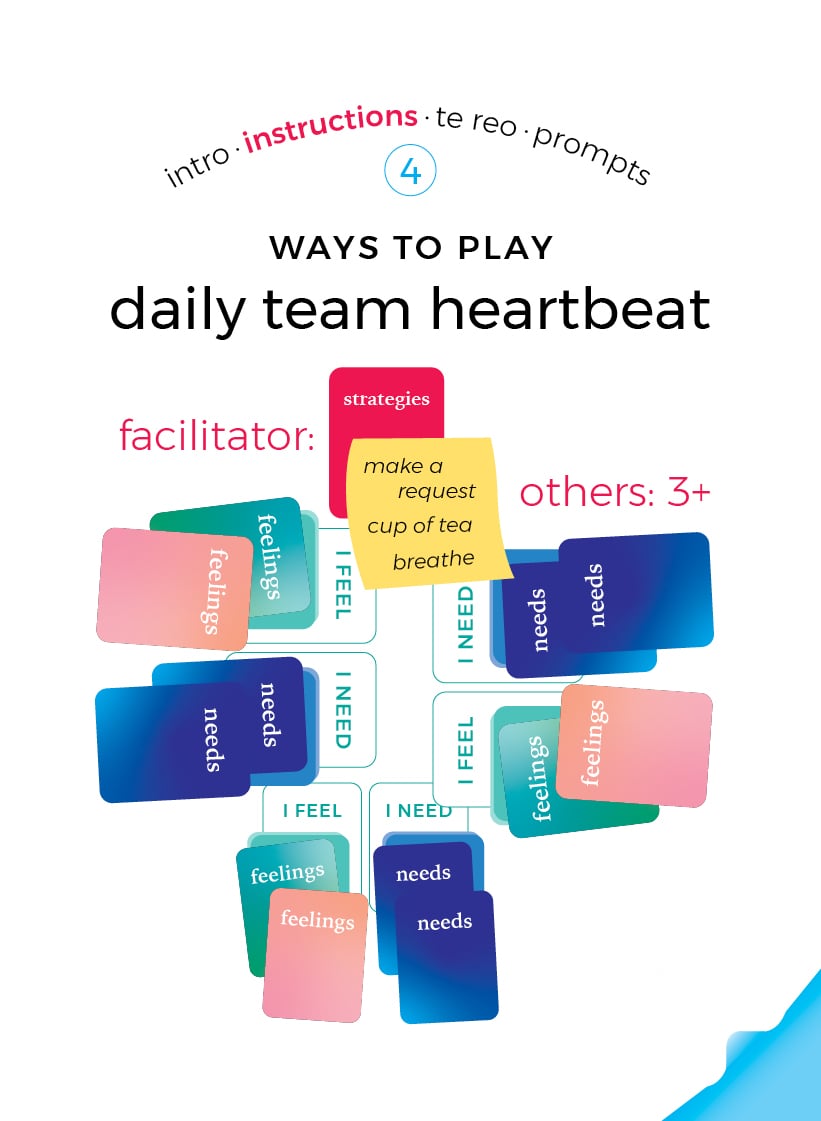 intro · instructions · te reo · prompts
4
WAYS TO PLAY
daily team heartbeat
facilitator:
strategies
make a
request
cup of tea
breathe
others: 3+
feelings
feelings
I FEEL
I NEED
needs
needs
needs
needs
I NEED
I FEEL
feelings
feelings
I FEEL
I NEED
feelings
feelings
needs
needs